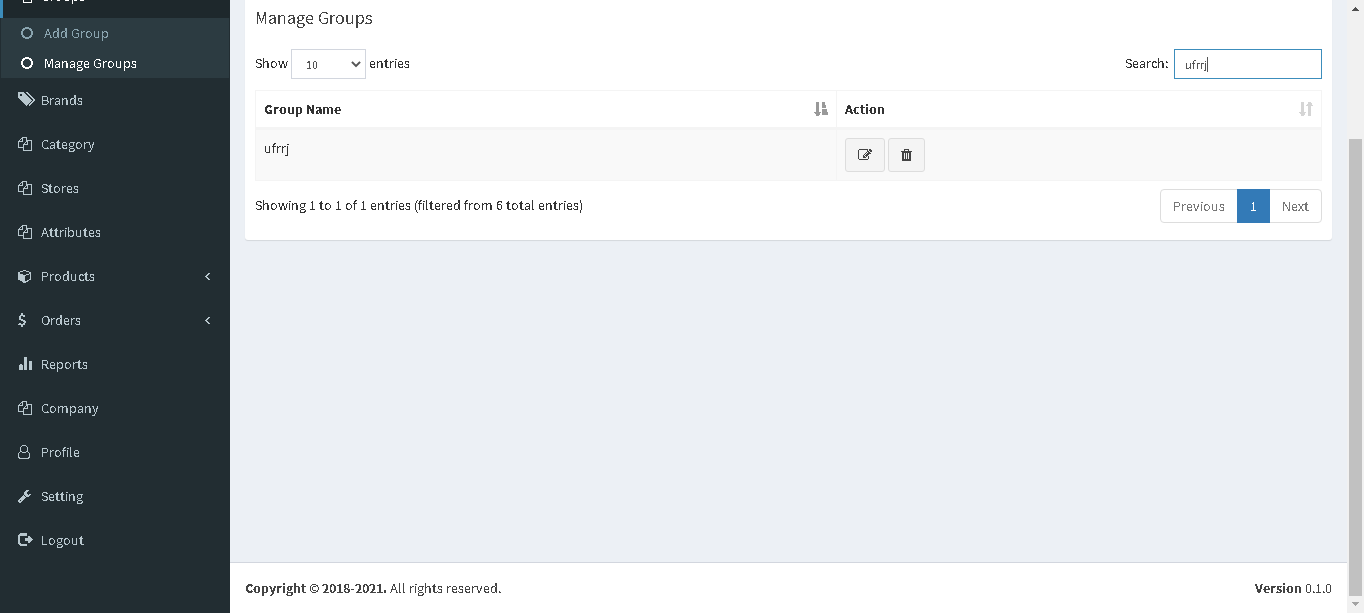 Add Group
Manage Groups
Brands
Category
Stores
Attributes
Products
Orders
Reports
Company
Profile
Setting
Logout
Manage Groups
Show 10 entries
Search: ufrrj
Group Name Action
ufrrj
Showing 1 to 1 of 1 entries (filtered from 6 total entries)
Previous 1 Next
Copyright © 2018-2021. All rights reserved.
Version 0.1.0